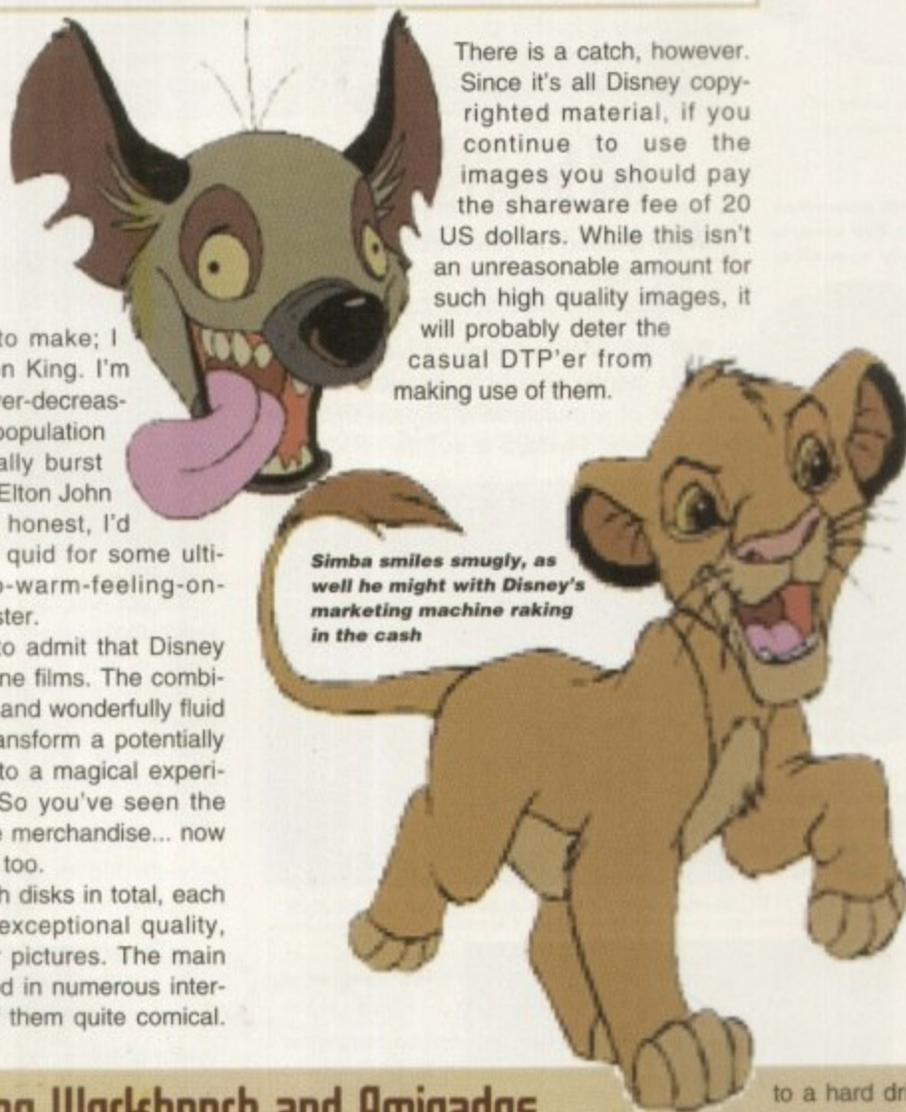 to make; I
n King. I'm
ver-decreas-
population
ally burst
Elton John
honest, I'd
quid for some ulti-
o-warm-feeling-on-
ster.
to admit that Disney
ne films. The combi-
and wonderfully fluid
ansform a potentially
to a magical experi-
So you've seen the
e merchandise... now
too.
h disks in total, each
exceptional quality,
r pictures. The main
d in numerous inter-
f them quite comical.
There is a catch, however.
Since it's all Disney copy-
righted material, if you
continue to use the
images you should pay
the shareware fee of 20
US dollars. While this isn't
an unreasonable amount for
such high quality images, it
will probably deter the
casual DTP'er from
making use of them.
Simba smiles smugly, as
well he might with Disney's
marketing machine raking
in the cash
ng Workbench and Amigados
to a hard dri